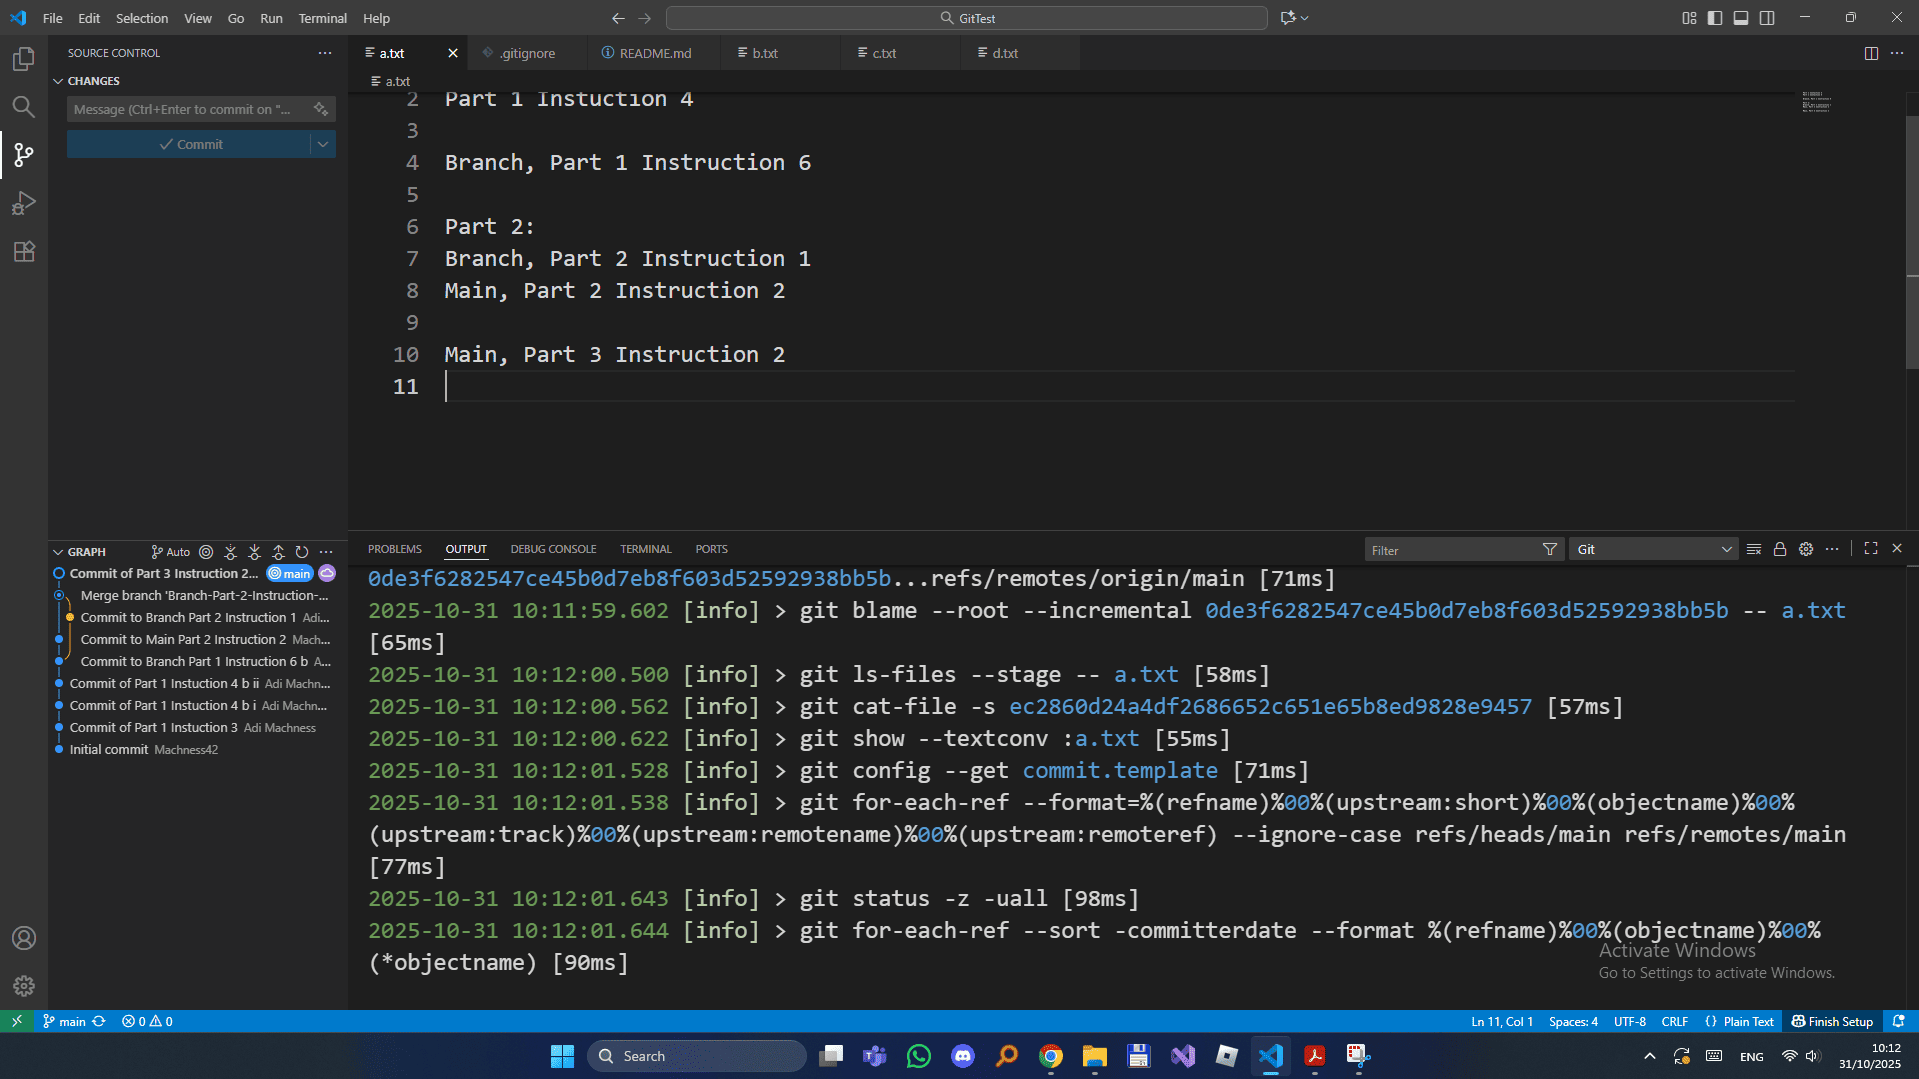 File Edit Selection View Go Run Terminal Help
GitTest
SOURCE CONTROL
CHANGES
Message (Ctrl+Enter to commit on "...
Commit
a.txt
.gitignore
README.md
b.txt
c.txt
d.txt
a.txt
2 Part 1 Instuction 4
3
4 Branch, Part 1 Instruction 6
5
6 Part 2:
7 Branch, Part 2 Instruction 1
8 Main, Part 2 Instruction 2
9
10 Main, Part 3 Instruction 2
11
GRAPH
Auto
Commit of Part 3 Instruction 2... main
Merge branch 'Branch-Part-2-Instruction-...
Commit to Branch Part 2 Instruction 1 Adi...
Commit to Main Part 2 Instruction 2 Mach...
Commit to Branch Part 1 Instruction 6 b A...
Commit of Part 1 Instuction 4 b ii Adi Machn...
Commit of Part 1 Instuction 4 b i Adi Machn...
Commit of Part 1 Instuction 3 Adi Machness
Initial commit Machness42
PROBLEMS OUTPUT DEBUG CONSOLE TERMINAL PORTS
Filter
Git
0de3f6282547ce45b0d7eb8f603d52592938bb5b...refs/remotes/origin/main [71ms]
2025-10-31 10:11:59.602 [info] > git blame --root --incremental 0de3f6282547ce45b0d7eb8f603d52592938bb5b -- a.txt
[65ms]
2025-10-31 10:12:00.500 [info] > git ls-files --stage -- a.txt [58ms]
2025-10-31 10:12:00.562 [info] > git cat-file -s ec2860d24a4df2686652c651e65b8ed9828e9457 [57ms]
2025-10-31 10:12:00.622 [info] > git show --textconv :a.txt [55ms]
2025-10-31 10:12:01.528 [info] > git config --get commit.template [71ms]
2025-10-31 10:12:01.538 [info] > git for-each-ref --format=%(refname)%00%(upstream:short)%00%(objectname)%00%
(upstream:track)%00%(upstream:remotename)%00%(upstream:remoteref) --ignore-case refs/heads/main refs/remotes/main
[77ms]
2025-10-31 10:12:01.643 [info] > git status -z -uall [98ms]
2025-10-31 10:12:01.644 [info] > git for-each-ref --sort -committerdate --format %(refname)%00%(objectname)%00%
(*objectname) [90ms]
Activate Windows
Go to Settings to activate Windows.
main
0 0
Ln 11, Col 1 Spaces: 4 UTF-8 CRLF {} Plain Text Finish Setup
Search
ENG
10:12
31/10/2025